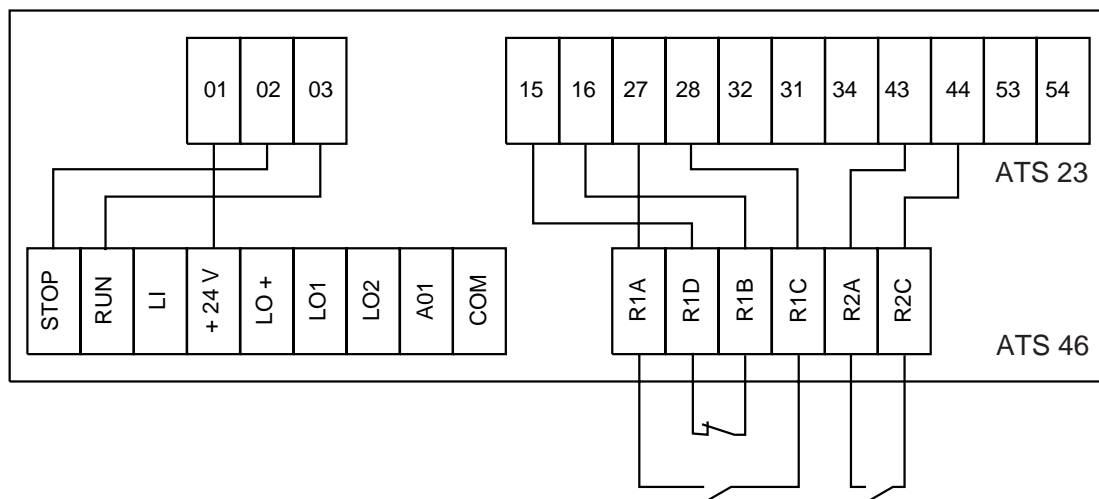 01 02 03
15 16 27 28 32 31 34 43 44 53 54
ATS 23
STOP RUN LI + 24 V LO + LO1 LO2 A01 COM
R1A R1D R1B R1C R2A R2C
ATS 46